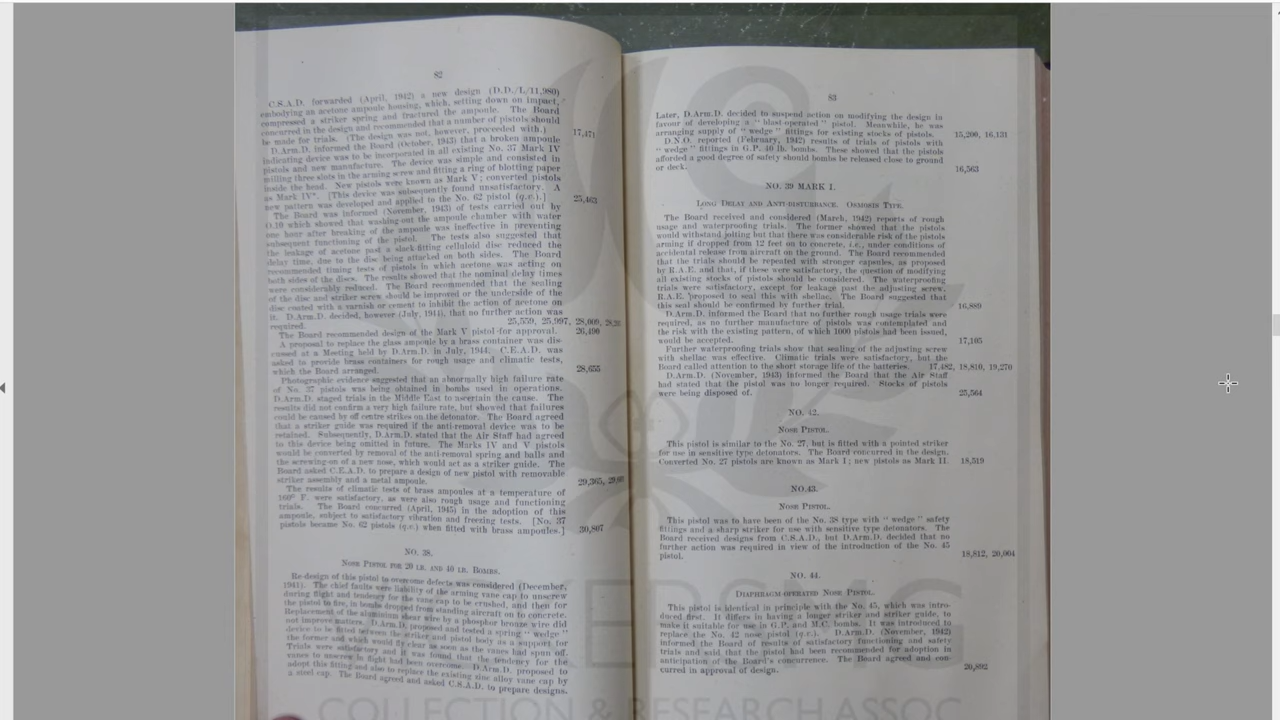 82
C.S.A.D. forwarded (April, 1942) a new design (D.D./L/11,980)
embodying an acetone ampoule housing, which, setting down on impact,
compressed a striker spring and fractured the ampoule. The Board
concurred in the design and recommended that a number of pistols should
be made for trials. (The design was not, however, proceeded with.)
17,471
D.Arm.D. informed the Board (October, 1943) that a broken ampoule
indicating device was to be incorporated in all existing No. 37 Mark IV
pistols and new manufacture. The device was simple and consisted in
milling three slots in the arming screw and fitting a ring of blotting paper
inside the head. New pistols were known as Mark V; converted pistols
as Mark IV*. [This device was subsequently found unsatisfactory. A
new pattern was developed and applied to the No. 62 pistol (q.v.).]
25,463
The Board was informed (November, 1943) of tests carried out by
O.10 which showed that washing out the ampoule chamber with water
one hour after breaking of the ampoule was ineffective in preventing
subsequent functioning of the pistol. The tests also suggested that
the leakage of acetone past a slack-fitting celluloid disc reduced the
delay time, due to the disc being attacked on both sides. The Board
recommended timing tests of pistols in which acetone was acting on
both sides of the discs. The results showed that the nominal delay times
were considerably reduced. The Board recommended that the sealing
of the disc and striker screw should be improved or the underside of the
disc coated with a varnish or cement to inhibit the action of acetone on
it. D.Arm.D. decided, however (July, 1944), that no further action was
required.
25,559, 25,997, 28,009,
The Board recommended design of the Mark V pistol for approval.
26,496
A proposal to replace the glass ampoule by a brass container was dis-
cussed at a Meeting held by D.Arm.D. in July, 1944. C.E.A.D. was
asked to provide brass containers for rough usage and climatic tests,
which the Board arranged.
28,655
Photographic evidence suggested that an abnormally high failure rate
of No. 37 pistols was being obtained in bombs used in operations.
D.Arm.D. staged trials in the Middle East to ascertain the cause. The
results did not confirm a very high failure rate, but showed that failures
could be caused by off centre strikes on the detonator. The Board agreed
that a striker guide was required if the anti-removal device was to be
retained. Subsequently, D.Arm.D. stated that the Air Staff had agreed
to this device being omitted in future. The Marks IV and V pistols
would be converted by removal of the anti-removal spring and balls and
the screwing-on of a new nose, which would act as a striker guide. The
Board asked C.E.A.D. to prepare a design of new pistol with removable
striker assembly and a metal ampoule.
29,365,
The results of climatic tests of brass ampoules at a temperature of
160° F. were satisfactory, as were also rough usage and functioning
trials. The Board concurred (April, 1945) in the adoption of this
ampoule, subject to satisfactory vibration and freezing tests. [No. 37
pistols became No. 62 pistols (q.v.) when fitted with brass ampoules.]
30,807
NO. 38.
NOSE PISTOL FOR 20 LB. AND 40 LB. BOMBS.
Re-design of this pistol to overcome defects was considered (December,
1941). The chief faults were liability of the arming vane cap to unscrew
during flight and tendency for the vane cap to be crushed, and then for
the pistol to fire, in bombs dropped from standing aircraft on to concrete.
Replacement of the aluminium shear wire by a phosphor bronze wire did
not improve matters. D.Arm.D. proposed and tested a spring "wedge"
device to be fitted between the striker and pistol body as a support for
the former and which would fly clear as soon as the vanes had spun off.
Trials were satisfactory and it was found that the tendency for the
vanes to unscrew in flight had been overcome. D.Arm.D. proposed to
adopt this fitting and also to replace the existing zinc alloy vane cap by
a steel cap. The Board agreed and asked C.S.A.D. to prepare designs.
83
Later, D.Arm.D. decided to suspend action on modifying the design in
favour of developing a "blast-operated" pistol. Meanwhile, he was
arranging supply of "wedge" fittings for existing stocks of pistols.
15,200, 16,131
D.N.O. reported (February, 1942) results of trials of pistols with
"wedge" fittings in G.P. 40 lb. bombs. These showed that the pistols
afforded a good degree of safety should bombs be released close to ground
or deck.
16,563
NO. 39 MARK I.
LONG DELAY AND ANTI-DISTURBANCE. OSMOSIS TYPE.
The Board received and considered (March, 1942) reports of rough
usage and waterproofing trials. The former showed that the pistols
would withstand jolting but that there was considerable risk of the pistols
arming if dropped from 12 feet on to concrete, i.e., under conditions of
accidental release from aircraft on the ground. The Board recommended
that the trials should be repeated with stronger capsules, as proposed
by R.A.E. and that, if these were satisfactory, the question of modifying
all existing stocks of pistols should be considered. The waterproofing
trials were satisfactory, except for leakage past the adjusting screw.
R.A.E. proposed to seal this with shellac. The Board suggested that
this seal should be confirmed by further trial.
16,889
D.Arm.D. informed the Board that no further rough usage trials were
required, as no further manufacture of pistols was contemplated and
the risk with the existing pattern, of which 1000 pistols had been issued,
would be accepted.
17,105
Further waterproofing trials show that sealing of the adjusting screw
with shellac was effective. Climatic trials were satisfactory, but the
Board called attention to the short storage life of the batteries. 17,482, 18,810, 19,270
D.Arm.D. (November, 1943) informed the Board that the Air Staff
had stated that the pistol was no longer required. Stocks of pistols
were being disposed of.
25,564
NO. 42.
NOSE PISTOL.
This pistol is similar to the No. 27, but is fitted with a pointed striker
for use in sensitive type detonators. The Board concurred in the design.
Converted No. 27 pistols are known as Mark I; new pistols as Mark II.
18,519
NO.43.
NOSE PISTOL.
This pistol was to have been of the No. 38 type with "wedge" safety
fittings and a sharp striker for use with sensitive type detonators. The
Board received designs from C.S.A.D., but D.Arm.D. decided that no
further action was required in view of the introduction of the No. 45
pistol.
18,812, 20,004
NO. 44.
DIAPHRAGM-OPERATED NOSE PISTOL.
This pistol is identical in principle with the No. 45, which was intro-
duced first. It differs in having a longer striker and striker guide, to
make it suitable for use in G.P. and M.C. bombs. It was introduced to
replace the No. 42 nose pistol (q.v.). D.Arm.D. (November, 1942)
informed the Board of results of satisfactory functioning and safety
trials and said that the pistol had been recommended for adoption in
anticipation of the Board's concurrence. The Board agreed and con-
curred in approval of design.
20,892
COLLECTION & RESEARCH ASSOC